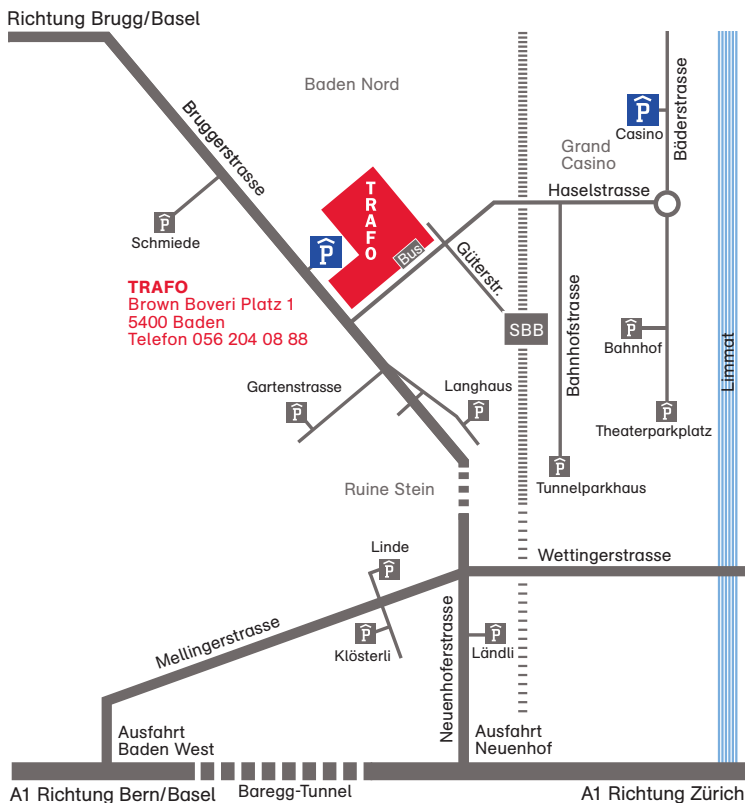 Richtung Brugg/Basel
Baden Nord
Bruggerstrasse
P
Casino
Bäderstrasse
Grand
Casino
Haselstrasse
TRAFO
P
Schmiede
P
Bus
Güterstr.
TRAFO
Brown Boveri Platz 1
5400 Baden
Telefon 056 204 08 88
SBB
Bahnhofstrasse
P
Bahnhof
Limmat
Gartenstrasse
P
Langhaus
P
P
Theaterparkplatz
P
Tunnelparkhaus
Ruine Stein
Linde
P
Wettingerstrasse
Mellingerstrasse
P
Klösterli
Neuenhoferstrasse
P
Ländli
Ausfahrt
Baden West
Ausfahrt
Neuenhof
A1 Richtung Bern/Basel
Baregg-Tunnel
A1 Richtung Zürich